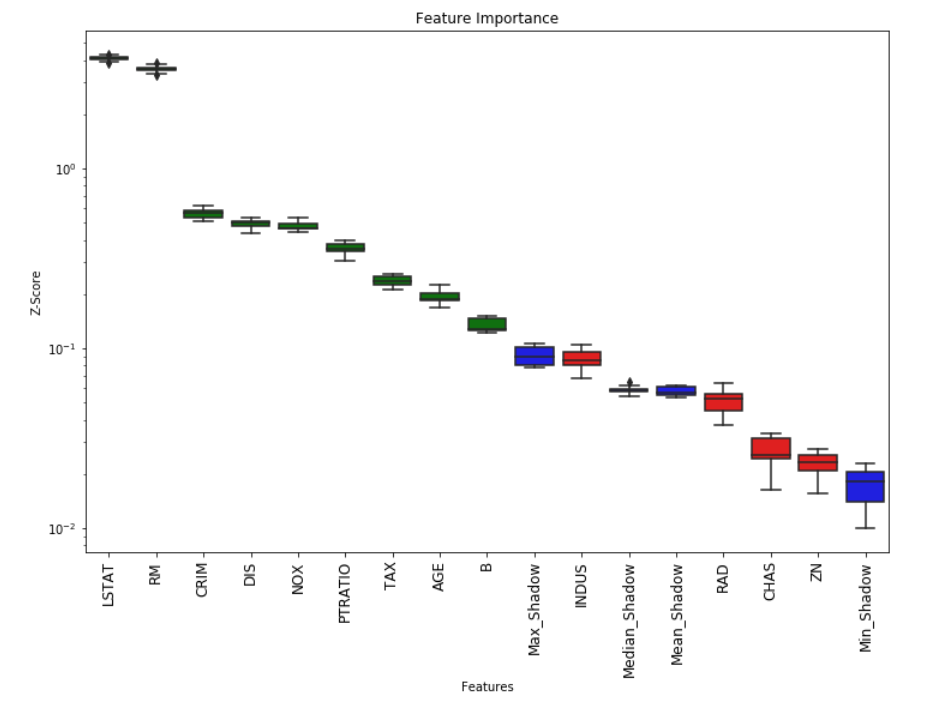 Feature Importance
Z-Score
10⁰
10⁻¹
10⁻²
LSTAT
RM
CRIM
DIS
NOX
PTRATIO
TAX
AGE
B
Max_Shadow
INDUS
Median_Shadow
Mean_Shadow
RAD
CHAS
ZN
Min_Shadow
Features